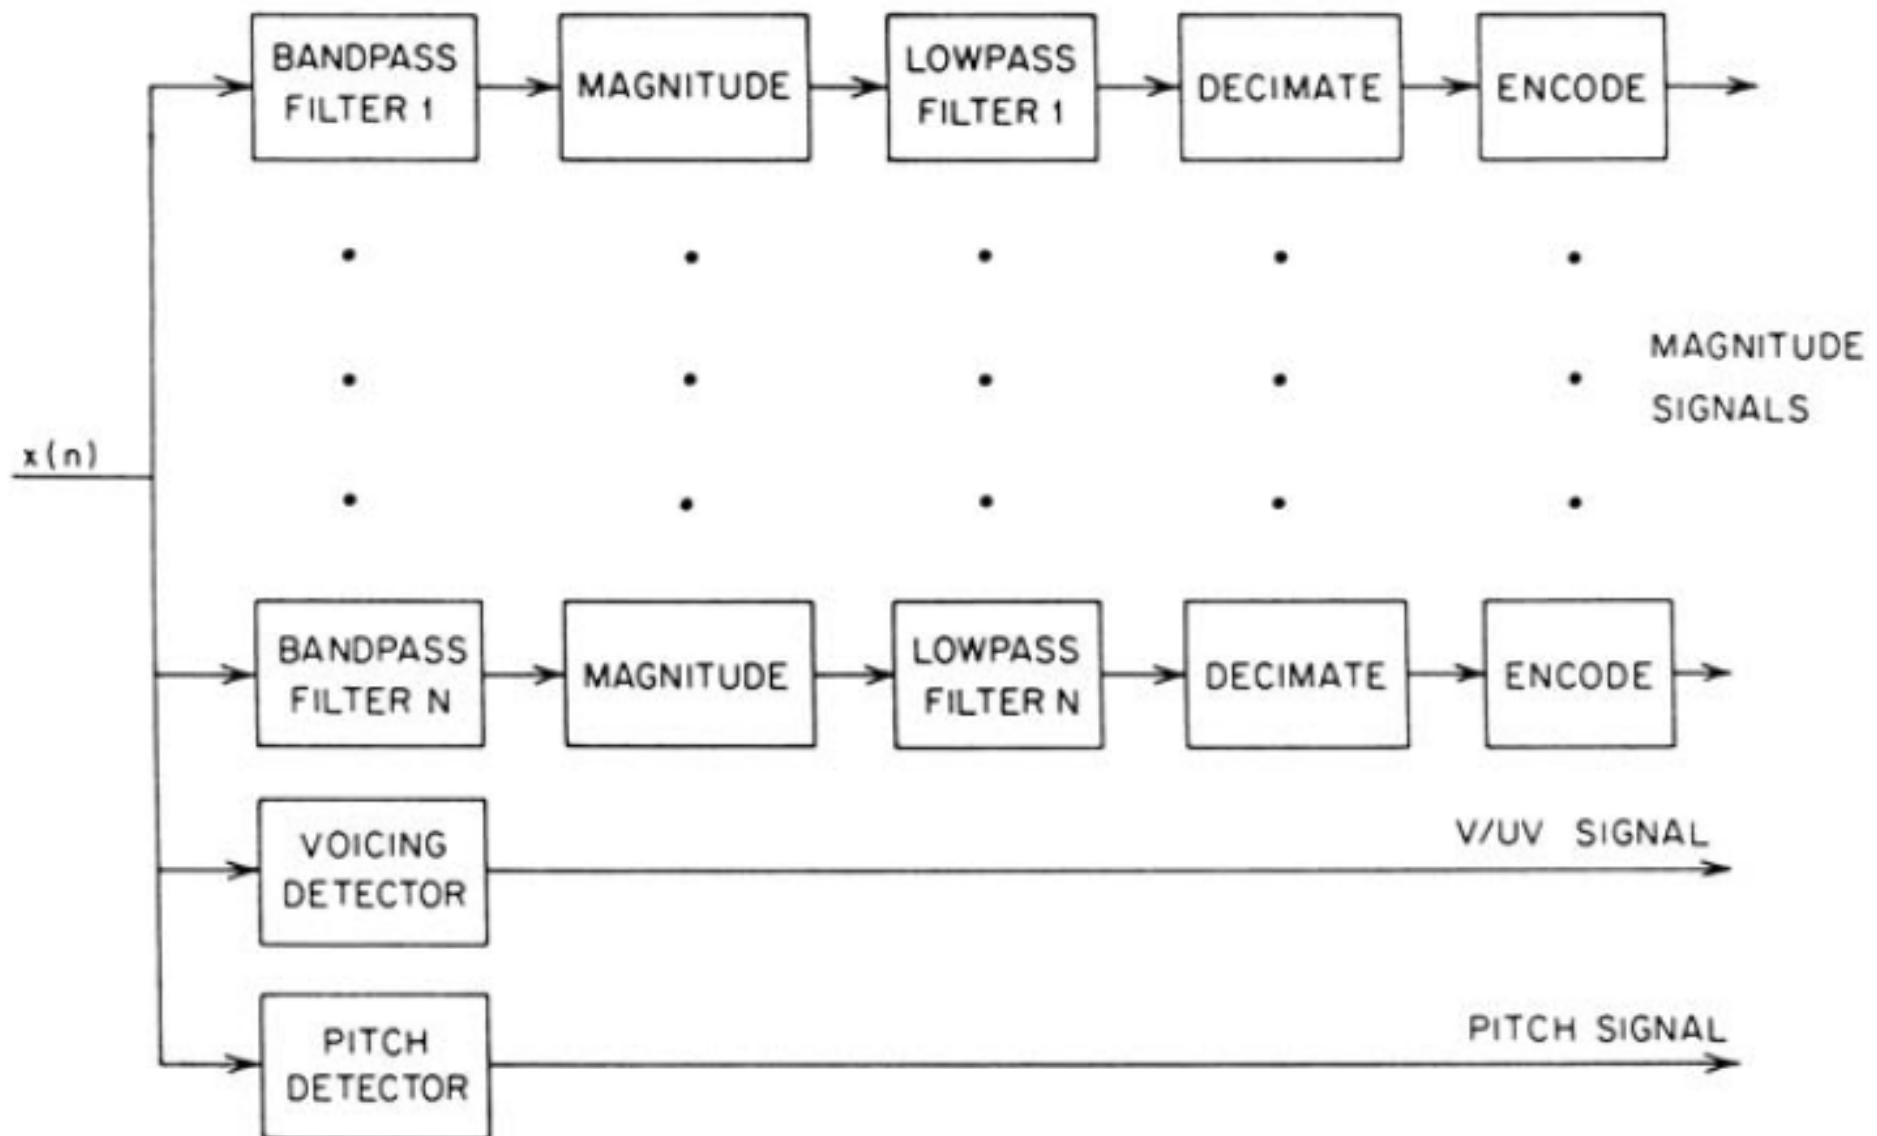 BANDPASS
FILTER 1
MAGNITUDE
LOWPASS
FILTER 1
DECIMATE
ENCODE
MAGNITUDE
SIGNALS
x(n)
BANDPASS
FILTER N
MAGNITUDE
LOWPASS
FILTER N
DECIMATE
ENCODE
VOICING
DETECTOR
V/UV SIGNAL
PITCH
DETECTOR
PITCH SIGNAL